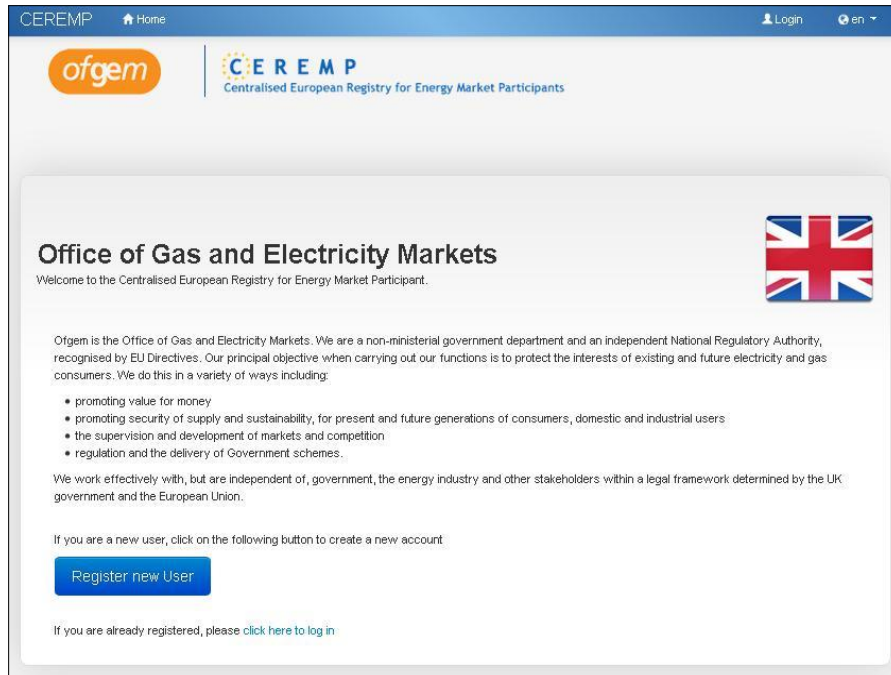 CEREMP Home Login en
ofgem
CEREMP
Centralised European Registry for Energy Market Participants
Office of Gas and Electricity Markets
Welcome to the Centralised European Registry for Energy Market Participant.
Ofgem is the Office of Gas and Electricity Markets. We are a non-ministerial government department and an independent National Regulatory Authority,
recognised by EU Directives. Our principal objective when carrying out our functions is to protect the interests of existing and future electricity and gas
consumers. We do this in a variety of ways including:
• promoting value for money
• promoting security of supply and sustainability, for present and future generations of consumers, domestic and industrial users
• the supervision and development of markets and competition
• regulation and the delivery of Government schemes.
We work effectively with, but are independent of, government, the energy industry and other stakeholders within a legal framework determined by the UK
government and the European Union.
If you are a new user, click on the following button to create a new account
Register new User
If you are already registered, please click here to log in